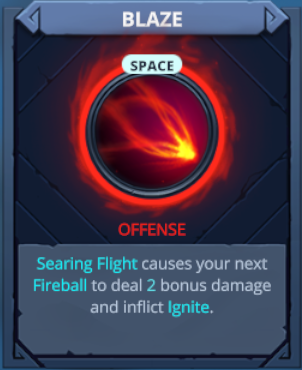 BLAZE
SPACE
OFFENSE
Searing Flight causes your next
Fireball to deal 2 bonus damage
and inflict Ignite.